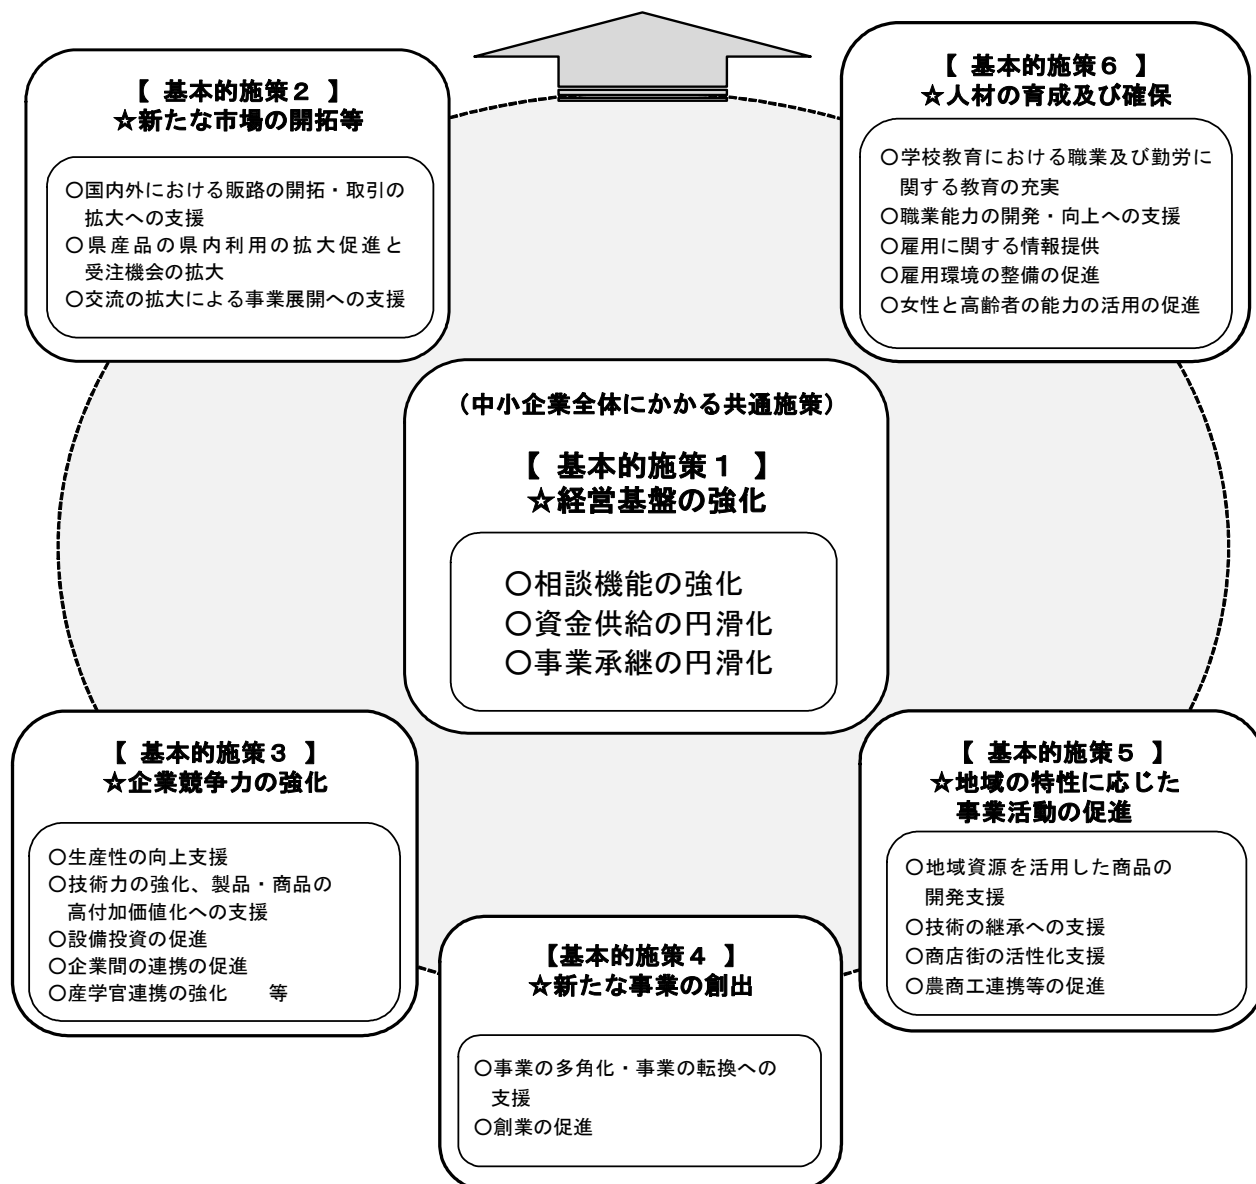 【 基本的施策２ 】
☆新たな市場の開拓等
○国内外における販路の開拓・取引の
拡大への支援
○県産品の県内利用の拡大促進と
受注機会の拡大
○交流の拡大による事業展開への支援
【 基本的施策６ 】
☆人材の育成及び確保
○学校教育における職業及び勤労に
関する教育の充実
○職業能力の開発・向上への支援
○雇用に関する情報提供
○雇用環境の整備の促進
○女性と高齢者の能力の活用の促進
（中小企業全体にかかる共通施策）
【 基本的施策１ 】
☆経営基盤の強化
○相談機能の強化
○資金供給の円滑化
○事業承継の円滑化
【 基本的施策３ 】
☆企業競争力の強化
○生産性の向上支援
○技術力の強化、製品・商品の
高付加価値化への支援
○設備投資の促進
○企業間の連携の促進
○産学官連携の強化　　等
【基本的施策４ 】
☆新たな事業の創出
○事業の多角化・事業の転換への
支援
○創業の促進
【 基本的施策５ 】
☆地域の特性に応じた
事業活動の促進
○地域資源を活用した商品の
開発支援
○技術の継承への支援
○商店街の活性化支援
○農商工連携等の促進